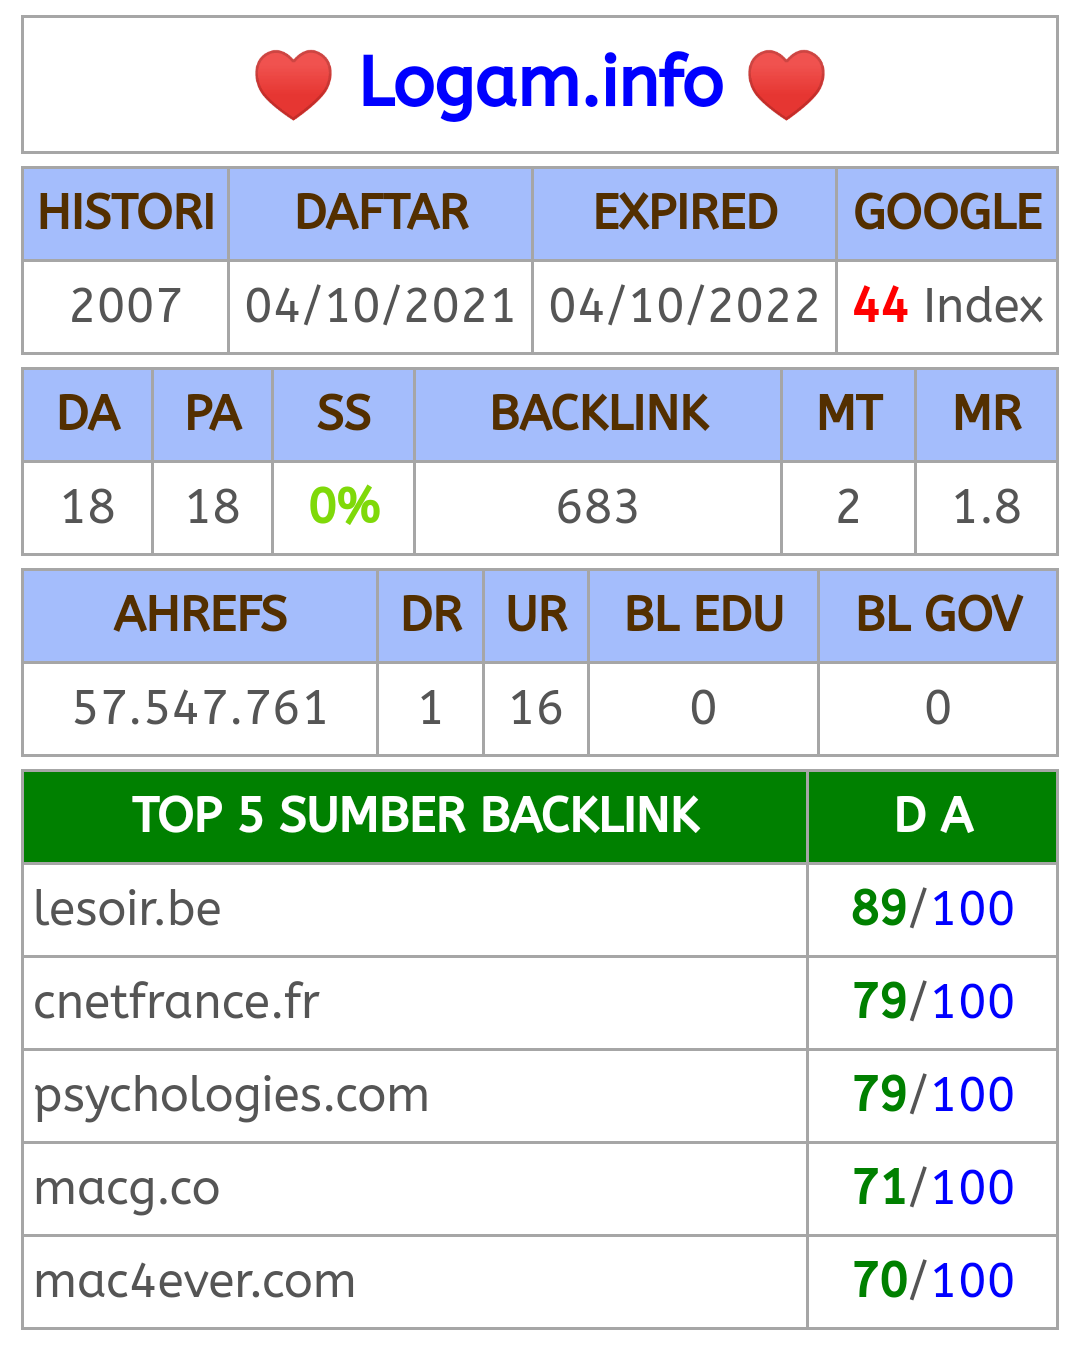 ❤️ Logam.info ❤️
HISTORI DAFTAR EXPIRED GOOGLE
2007 04/10/2021 04/10/2022 44 Index
DA PA SS BACKLINK MT MR
18 18 0% 683 2 1.8
AHREFS DR UR BL EDU BL GOV
57.547.761 1 16 0 0
TOP 5 SUMBER BACKLINK D A
lesoir.be 89/100
cnetfrance.fr 79/100
psychologies.com 79/100
macg.co 71/100
mac4ever.com 70/100